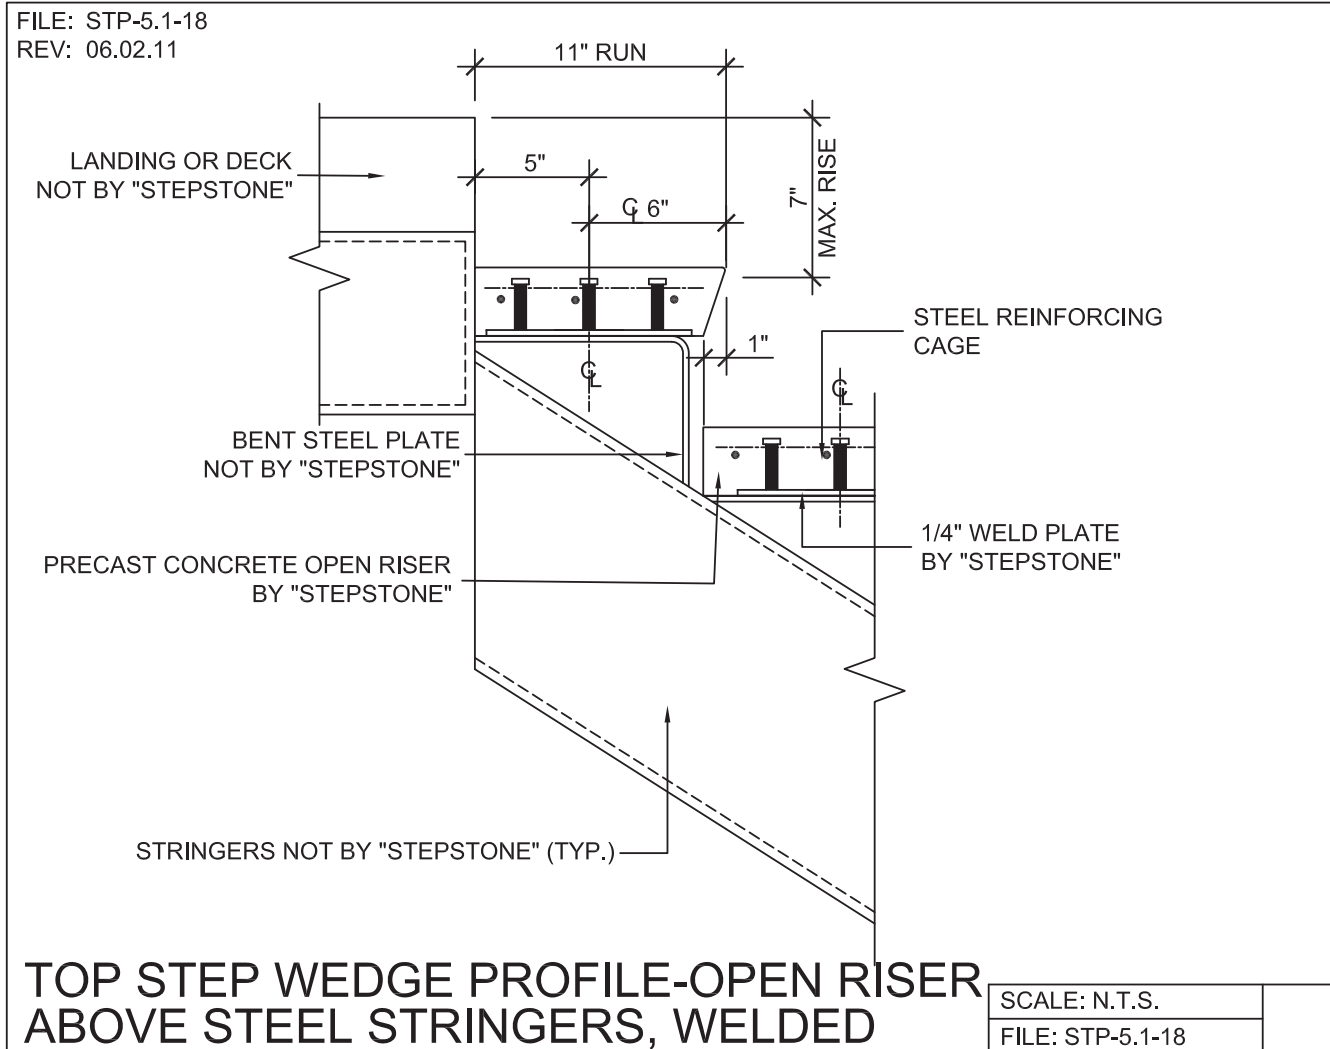 FILE: STP-5.1-18
REV: 06.02.11
11" RUN
LANDING OR DECK
NOT BY "STEPSTONE"
5"
CL 6"
7"
MAX. RISE
STEEL REINFORCING
CAGE
1"
CL
CL
BENT STEEL PLATE
NOT BY "STEPSTONE"
1/4" WELD PLATE
BY "STEPSTONE"
PRECAST CONCRETE OPEN RISER
BY "STEPSTONE"
STRINGERS NOT BY "STEPSTONE" (TYP.)
TOP STEP WEDGE PROFILE-OPEN RISER
ABOVE STEEL STRINGERS, WELDED
SCALE: N.T.S.
FILE: STP-5.1-18